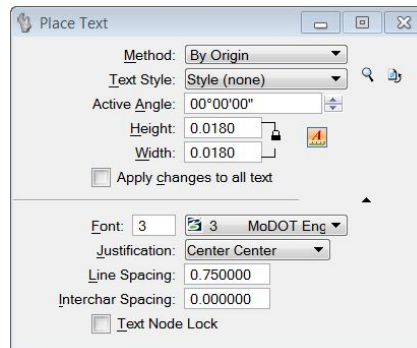 Place Text
Method: By Origin
Text Style: Style (none)
Active Angle: 00°00'00"
Height: 0.0180
Width: 0.0180
Apply changes to all text
Font: 3 3 MoDOT Eng
Justification: Center Center
Line Spacing: 0.750000
Interchar Spacing: 0.000000
Text Node Lock